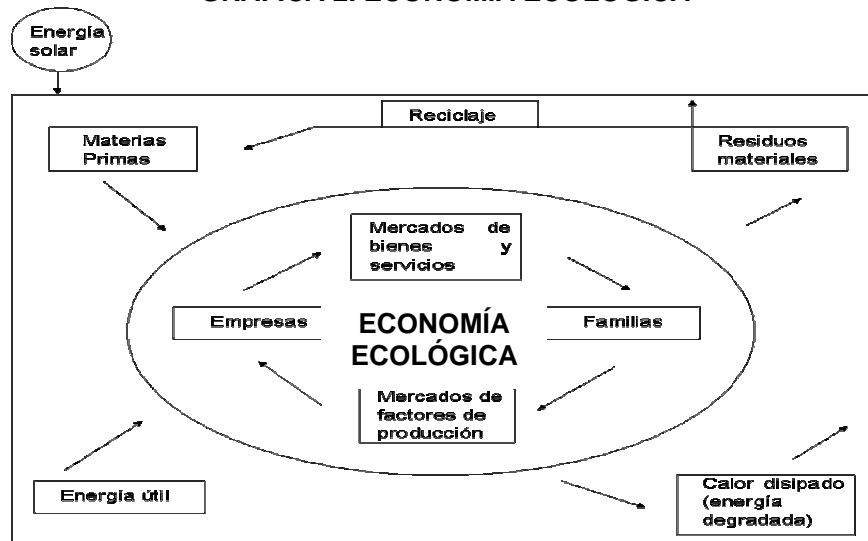 Energía
solar
Reciclaje
Materias
Primas
Residuos
materiales
Mercados de
bienes y
servicios
Empresas
ECONOMÍA
ECOLÓGICA
Familias
Mercados de
factores de
producción
Energía útil
Calor disipado
(energía
degradada)